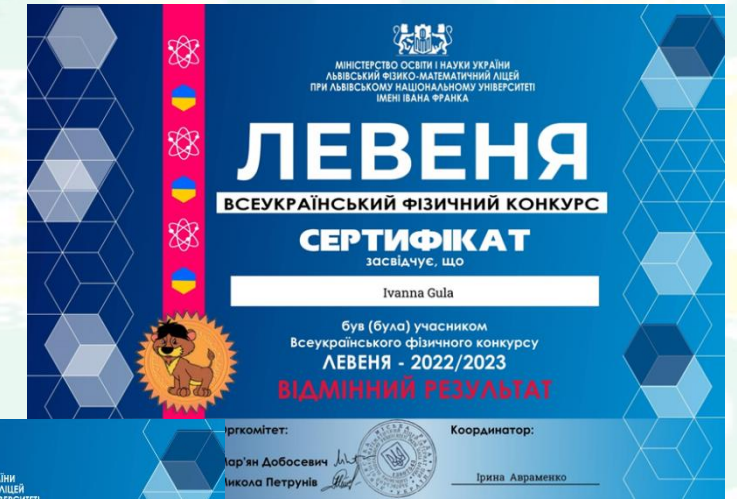 МІНІСТЕРСТВО ОСВІТИ І НАУКИ УКРАЇНИ
ЛЬВІВСЬКИЙ ФІЗИКО-МАТЕМАТИЧНИЙ ЛІЦЕЙ
ПРИ ЛЬВІВСЬКОМУ НАЦІОНАЛЬНОМУ УНІВЕРСИТЕТІ
ІМЕНІ ІВАНА ФРАНКА
ЛЕВЕНЯ
ВСЕУКРАЇНСЬКИЙ ФІЗИЧНИЙ КОНКУРС
СЕРТИФІКАТ
засвідчує, що
Ivanna Gula
був (була) учасником
Всеукраїнського фізичного конкурсу
ЛЕВЕНЯ - 2022/2023
ВІДМІННИЙ РЕЗУЛЬТАТ
Координатор:
Добосевич
Петрунів
Ірина Авраменко